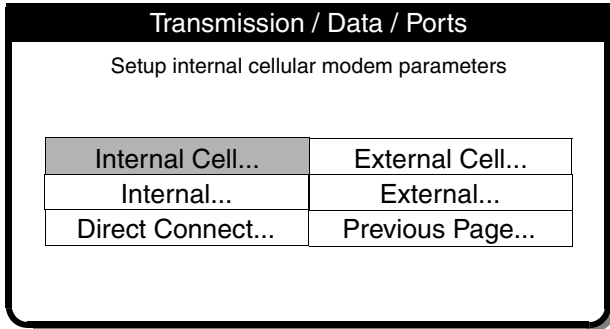 Transmission / Data / Ports
Setup internal cellular modem parameters
Internal Cell... External Cell...
Internal... External...
Direct Connect... Previous Page...